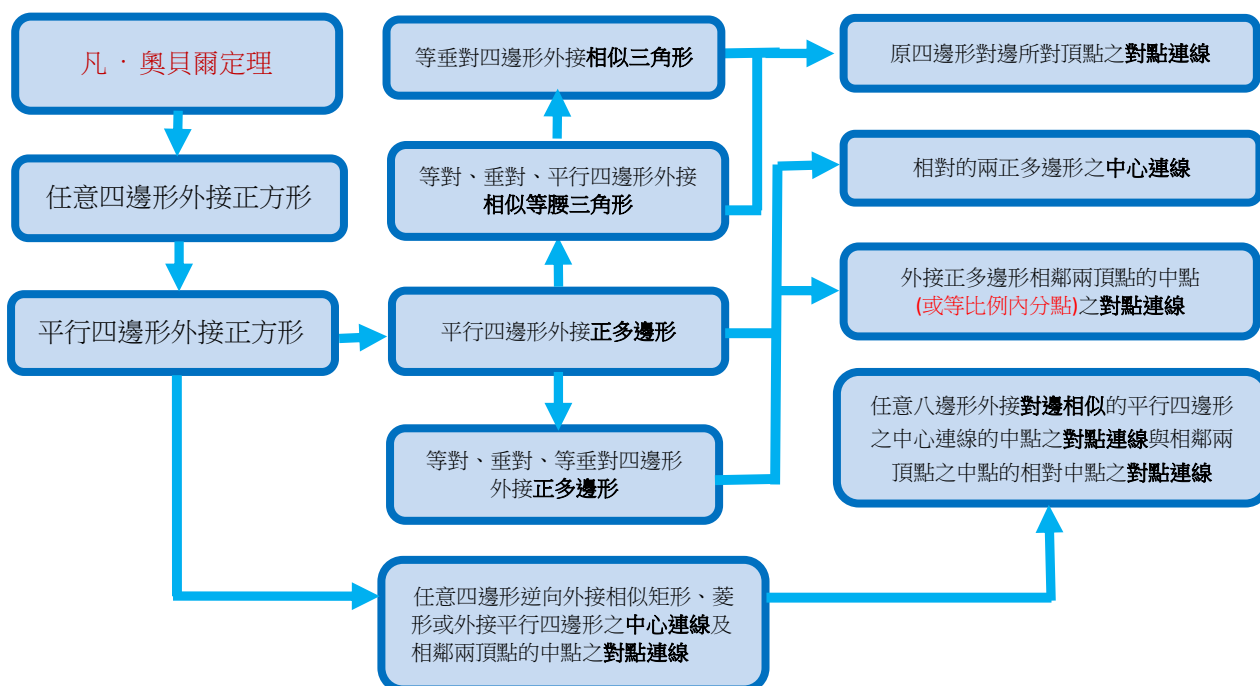 凡 · 奧貝爾定理
任意四邊形外接正方形
平行四邊形外接正方形
等垂對四邊形外接相似三角形
等對、垂對、平行四邊形外接
相似等腰三角形
平行四邊形外接正多邊形
等對、垂對、等垂對四邊形
外接正多邊形
任意四邊形逆向外接相似矩形、菱
形或外接平行四邊形之中心連線及
相鄰兩頂點的中點之對點連線
原四邊形對邊所對頂點之對點連線
相對的兩正多邊形之中心連線
外接正多邊形相鄰兩頂點的中點
(或等比例內分點)之對點連線
任意八邊形外接對邊相似的平行四邊形
之中心連線的中點之對點連線與相鄰兩
頂點之中點的相對中點之對點連線